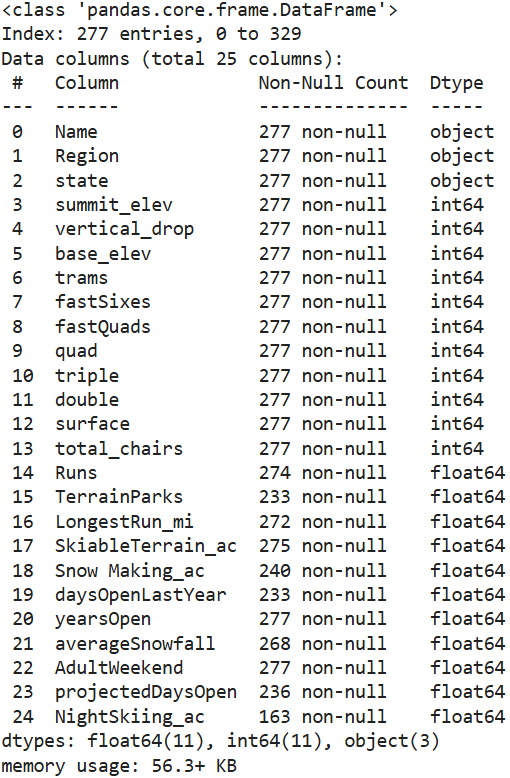 <class 'pandas.core.frame.DataFrame'>
Index: 277 entries, 0 to 329
Data columns (total 25 columns):
 #   Column             Non-Null Count  Dtype
---  ------             --------------  -----
 0   Name               277 non-null    object
 1   Region             277 non-null    object
 2   state              277 non-null    object
 3   summit_elev        277 non-null    int64
 4   vertical_drop      277 non-null    int64
 5   base_elev          277 non-null    int64
 6   trams              277 non-null    int64
 7   fastSixes          277 non-null    int64
 8   fastQuads          277 non-null    int64
 9   quad               277 non-null    int64
 10  triple             277 non-null    int64
 11  double             277 non-null    int64
 12  surface            277 non-null    int64
 13  total_chairs       277 non-null    int64
 14  Runs               274 non-null    float64
 15  TerrainParks       233 non-null    float64
 16  LongestRun_mi      272 non-null    float64
 17  SkiableTerrain_ac  275 non-null    float64
 18  Snow Making_ac     240 non-null    float64
 19  daysOpenLastYear   233 non-null    float64
 20  yearsOpen          277 non-null    float64
 21  averageSnowfall    268 non-null    float64
 22  AdultWeekend       277 non-null    float64
 23  projectedDaysOpen  236 non-null    float64
 24  NightSkiing_ac     163 non-null    float64
dtypes: float64(11), int64(11), object(3)
memory usage: 56.3+ KB